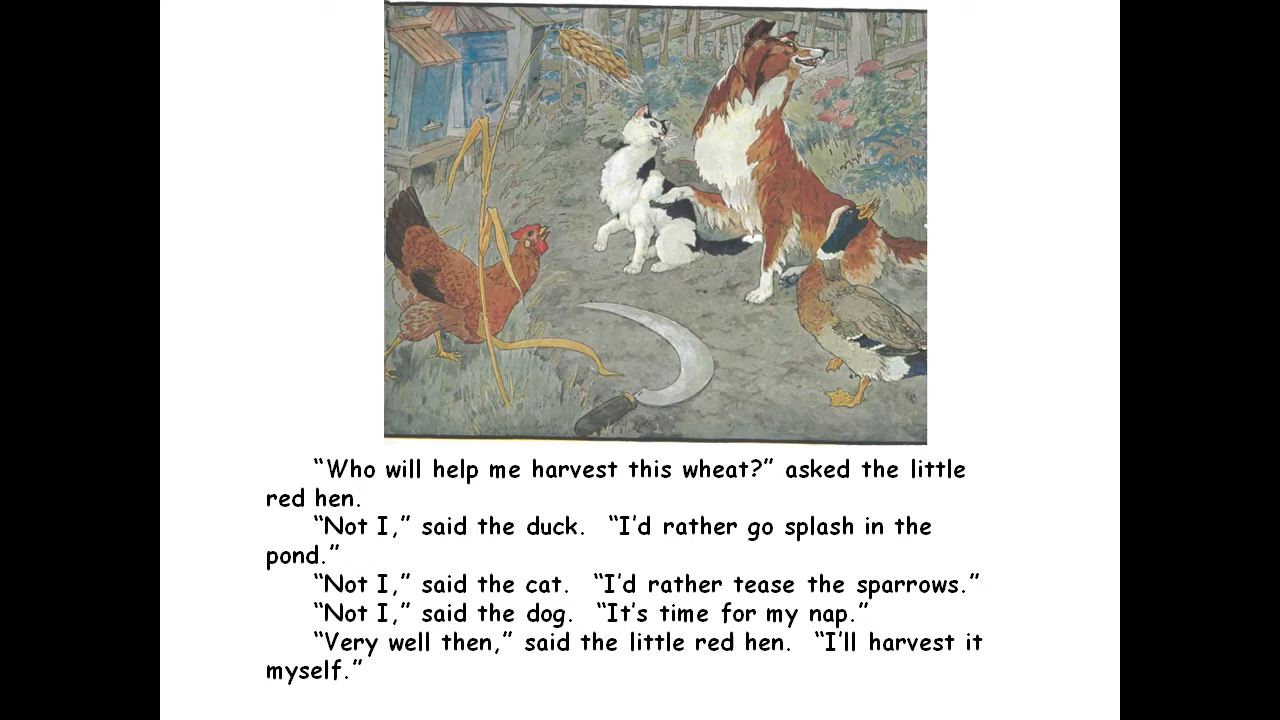 “Who will help me harvest this wheat?” asked the little
red hen.
“Not I,” said the duck.  “I’d rather go splash in the
pond.”
“Not I,” said the cat.  “I’d rather tease the sparrows.”
“Not I,” said the dog.  “It’s time for my nap.”
“Very well then,” said the little red hen.  “I’ll harvest it
myself.”